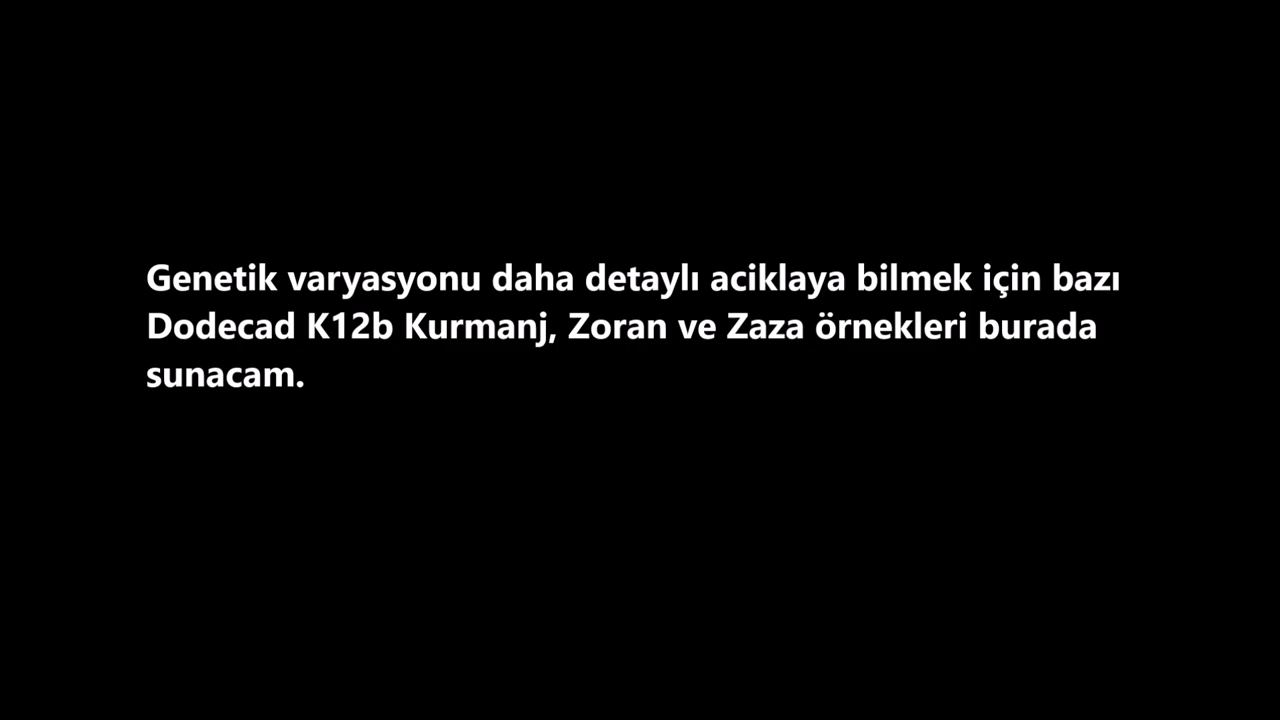 Genetik varyasyonu daha detaylı aciklaya bilmek için bazı
Dodecad K12b Kurmanj, Zoran ve Zaza örnekleri burada
sunacam.